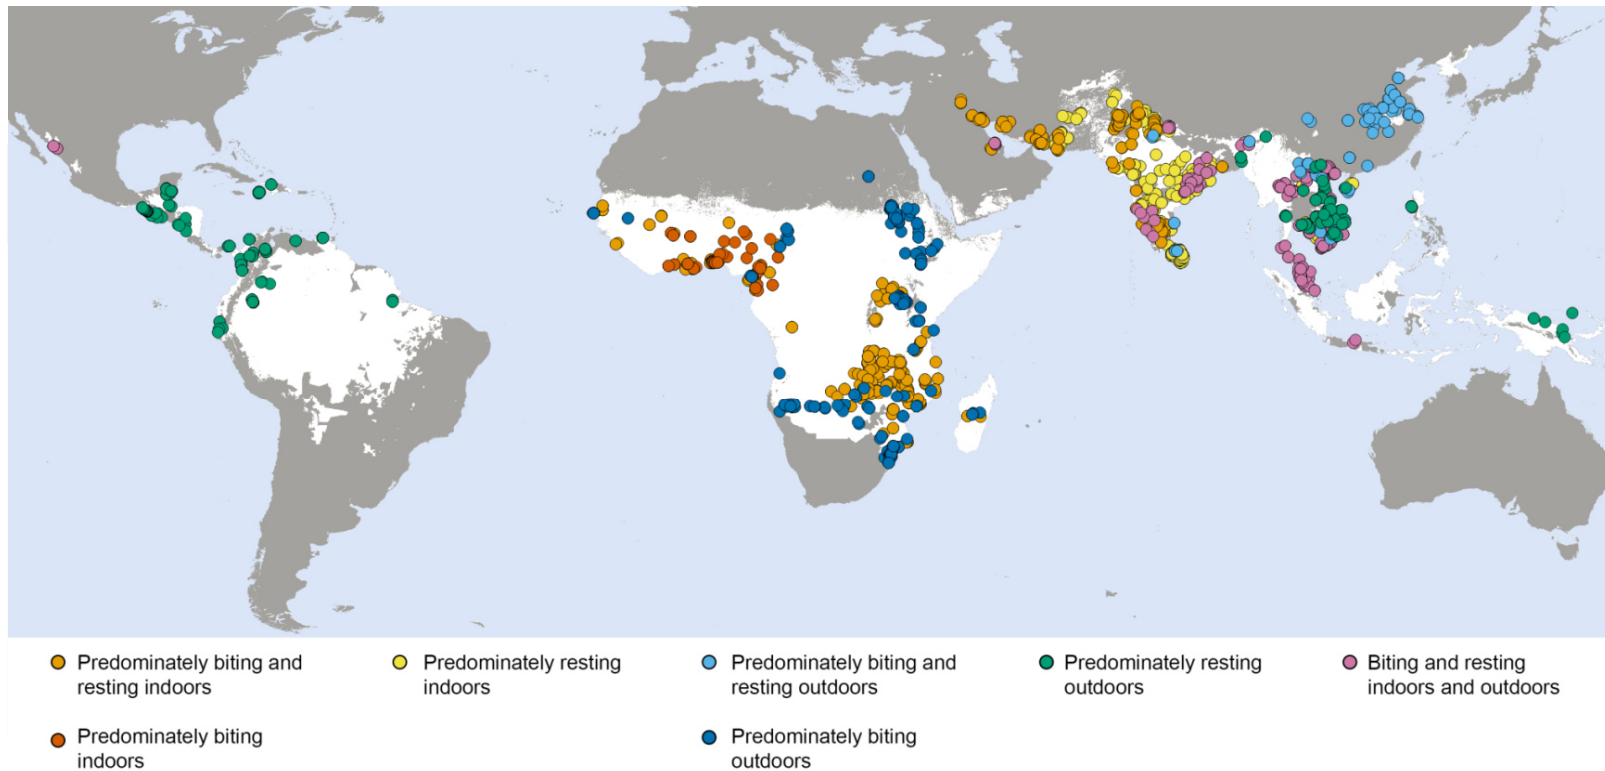 Predominately biting and
resting indoors
Predominately resting
indoors
Predominately biting and
resting outdoors
Predominately resting
outdoors
Biting and resting
indoors and outdoors
Predominately biting
indoors
Predominately biting
outdoors